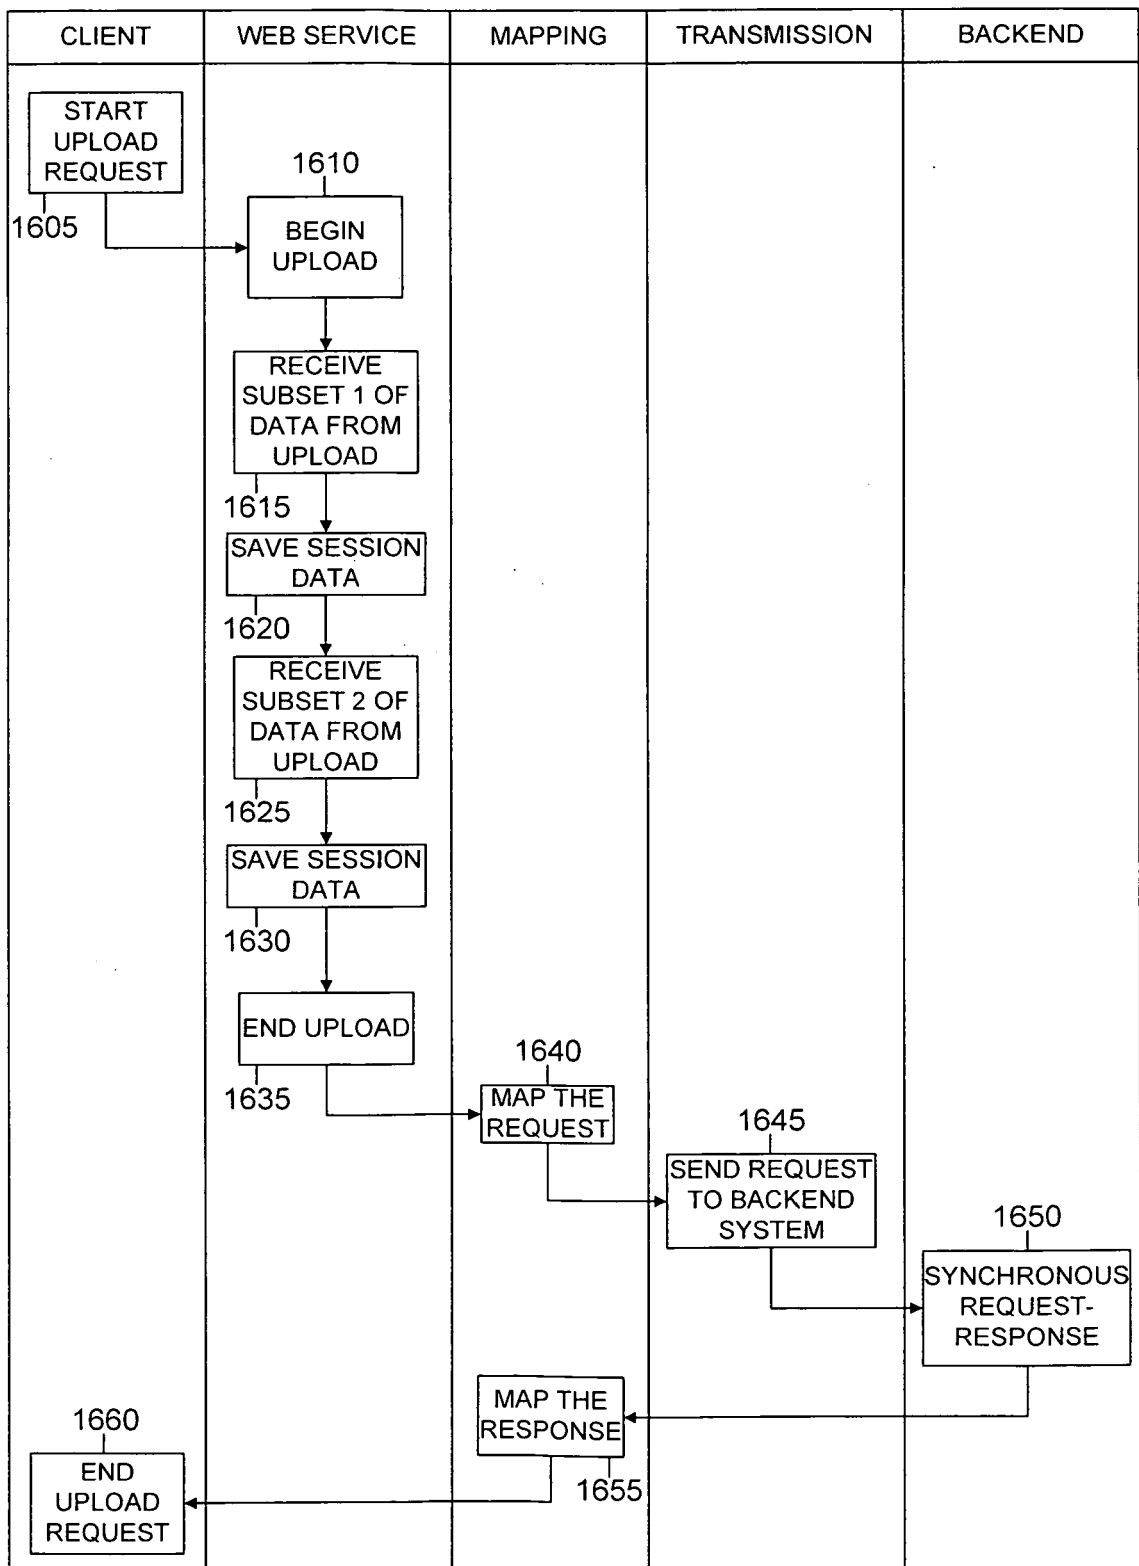 CLIENT
WEB SERVICE
MAPPING
TRANSMISSION
BACKEND
START
UPLOAD
REQUEST
1605
1610
BEGIN
UPLOAD
RECEIVE
SUBSET 1 OF
DATA FROM
UPLOAD
1615
SAVE SESSION
DATA
1620
RECEIVE
SUBSET 2 OF
DATA FROM
UPLOAD
1625
SAVE SESSION
DATA
1630
END UPLOAD
1635
1640
MAP THE
REQUEST
1645
SEND REQUEST
TO BACKEND
SYSTEM
1650
SYNCHRONOUS
REQUEST-
RESPONSE
MAP THE
RESPONSE
1655
1660
END
UPLOAD
REQUEST